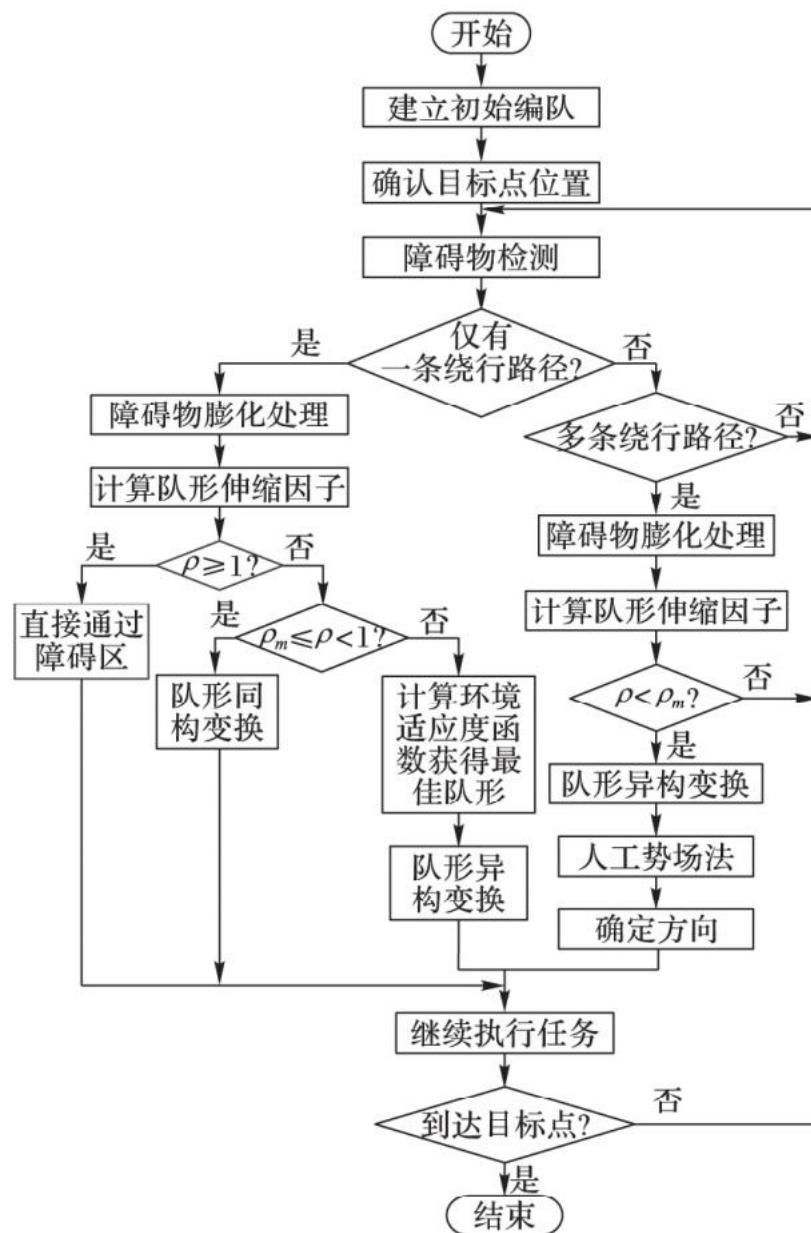 开始
建立初始编队
确认目标点位置
障碍物检测
仅有
一条绕行路径?
是
否
障碍物膨化处理
计算队形伸缩因子
ρ≥1?
是
否
直接通过
障碍区
ρm≤ρ<1?
是
否
队形同
构变换
计算环境
适应度函
数获得最
佳队形
队形异
构变换
多条绕行路径?
否
是
障碍物膨化处理
计算队形伸缩因子
ρ<ρm?
否
是
队形异构变换
人工势场法
确定方向
继续执行任务
到达目标点?
否
是
结束